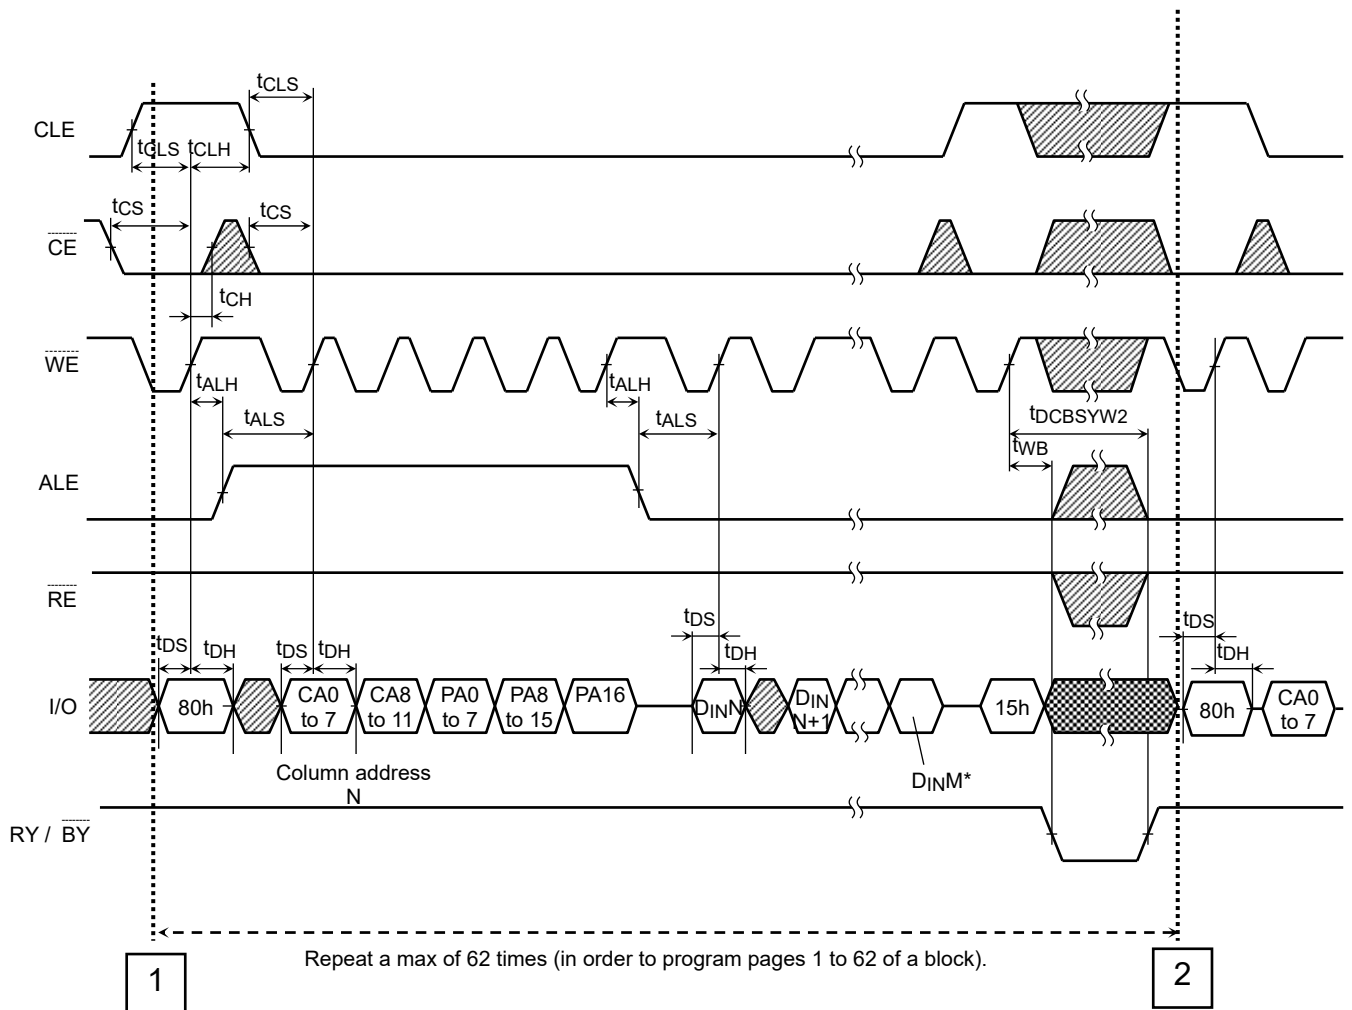 tCLS
CLE
tCLS tCLH
tCS tCS
CE
tCH
WE
tALH tALH
tALS tALS tDCBSYW2
tWB
ALE
RE
tDS tDH tDS tDH tDS tDH tDS tDH
I/O
80h
CA0
to 7
CA8
to 11
PA0
to 7
PA8
to 15
PA16
DINN
DIN
N+1
15h
80h
CA0
to 7
Column address
N
DINM*
RY / BY
Repeat a max of 62 times (in order to program pages 1 to 62 of a block).
1
2